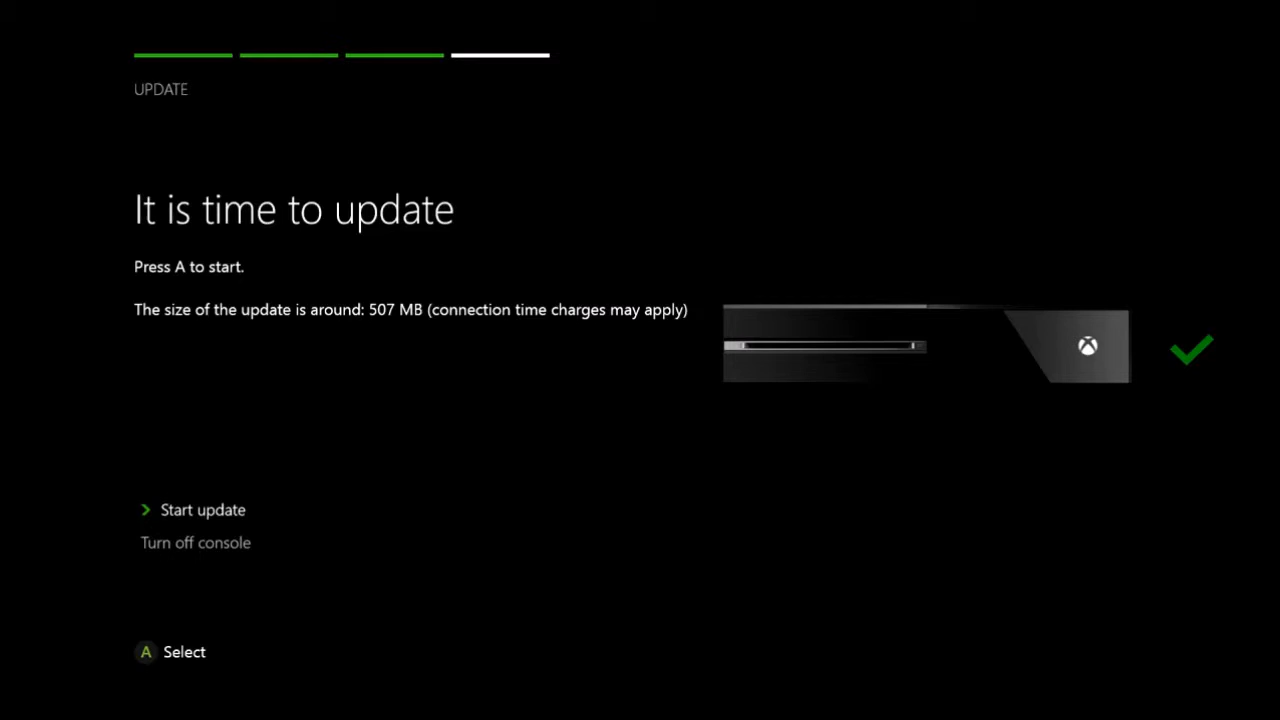 UPDATE
It is time to update
Press A to start.
The size of the update is around: 507 MB (connection time charges may apply)
Start update
Turn off console
A Select